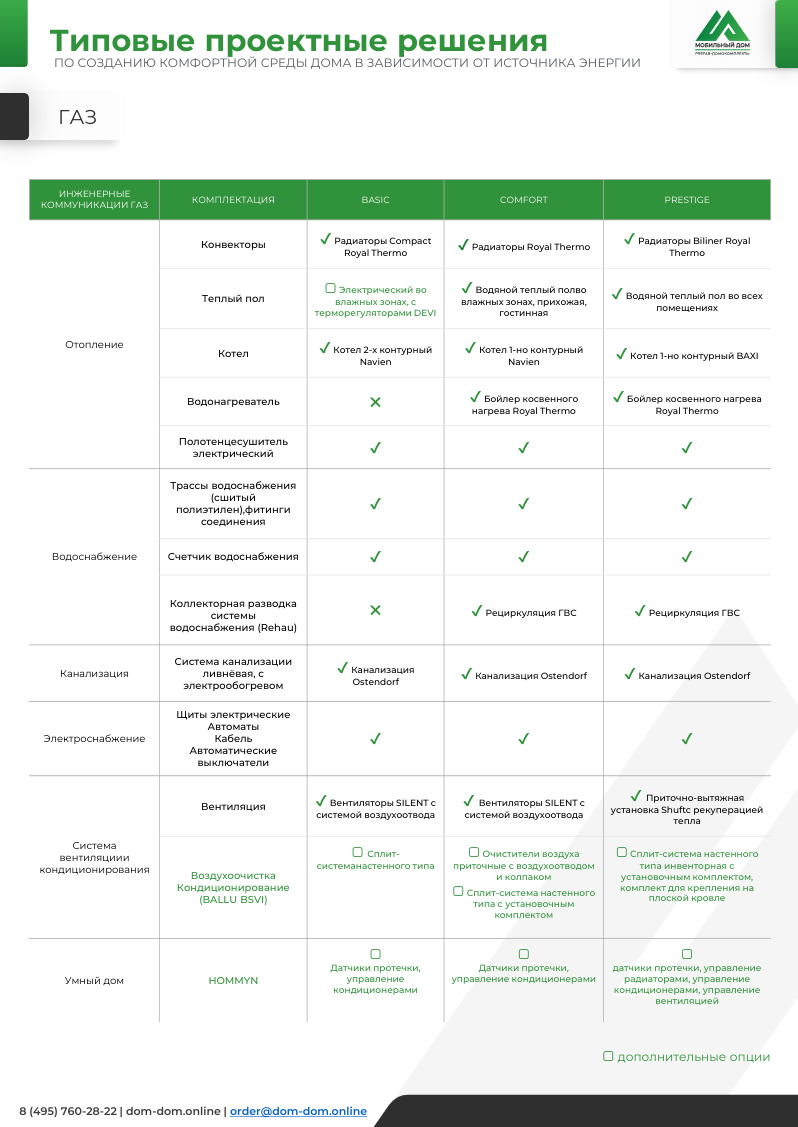 Типовые проектные решения
ПО СОЗДАНИЮ КОМФОРТНОЙ СРЕДЫ ДОМА В ЗАВИСИМОСТИ ОТ ИСТОЧНИКА ЭНЕРГИИ
МОБИЛЬНЫЙ ДОМ
ГАЗ
ИНЖЕНЕРНЫЕ
КОММУНИКАЦИИ ГАЗ
КОМПЛЕКТАЦИЯ
BASIC
COMFORT
PRESTIGE
Отопление
Конвекторы
✓ Радиаторы Compact
Royal Thermo
✓ Радиаторы Royal Thermo
✓ Радиаторы Biliner Royal
Thermo
Теплый пол
▢ Электрический во
влажных зонах, с
терморегуляторами DEVI
✓ Водяной теплый полво
влажных зонах, прихожая,
гостинная
✓ Водяной теплый пол во всех
помещениях
Котел
✓ Котел 2-х контурный
Navien
✓ Котел 1-но контурный
Navien
✓ Котел 1-но контурный BAXI
Водонагреватель
✕
✓ Бойлер косвенного
нагрева Royal Thermo
✓ Бойлер косвенного нагрева
Royal Thermo
Полотенцесушитель
электрический
✓
✓
✓
Водоснабжение
Трассы водоснабжения
(сшитый
полиэтилен),фитинги
соединения
✓
✓
✓
Счетчик водоснабжения
✓
✓
✓
Коллекторная разводка
системы
водоснабжения (Rehau)
✕
✓ Рециркуляция ГВС
✓ Рециркуляция ГВС
Канализация
Система канализации
ливнёвая, с
электрообогревом
✓ Канализация
Ostendorf
✓ Канализация Ostendorf
✓ Канализация Ostendorf
Электроснабжение
Щиты электрические
Автоматы
Кабель
Автоматические
выключатели
✓
✓
✓
Система
вентиляциии
кондиционирования
Вентиляция
✓ Вентиляторы SILENT с
системой воздухоотвода
✓ Вентиляторы SILENT с
системой воздухоотвода
✓ Приточно-вытяжная
установка Shuftс рекуперацией
тепла
Воздухоочистка
Кондиционирование
(BALLU BSVI)
▢ Сплит-
системанастенного типа
▢ Очистители воздуха
приточные с воздухоотводом
и колпаком
▢ Сплит-система настенного
типа с установочным
комплектом
▢ Сплит-система настенного
типа инвенторная с
установочным комплектом,
комплект для крепления на
плоской кровле
Умный дом
HOMMYN
▢
Датчики протечки,
управление
кондиционерами
▢
Датчики протечки,
управление кондиционерами
▢
датчики протечки, управление
радиаторами, управление
кондиционерами, управление
вентиляцией
▢ дополнительные опции
8 (495) 760-28-22 | dom-dom.online | order@dom-dom.online